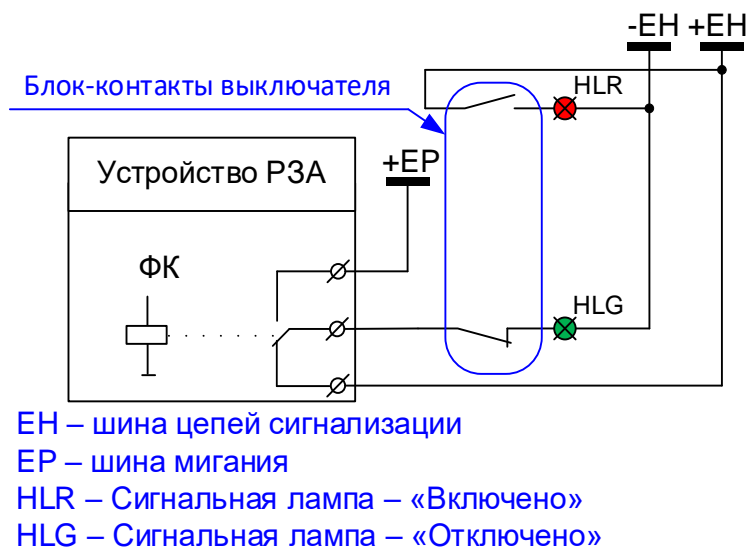 -EH +EH
Блок-контакты выключателя
HLR
Устройство РЗА
+EP
ФК
HLG
EH – шина цепей сигнализации
EP – шина мигания
HLR – Сигнальная лампа – «Включено»
HLG – Сигнальная лампа – «Отключено»